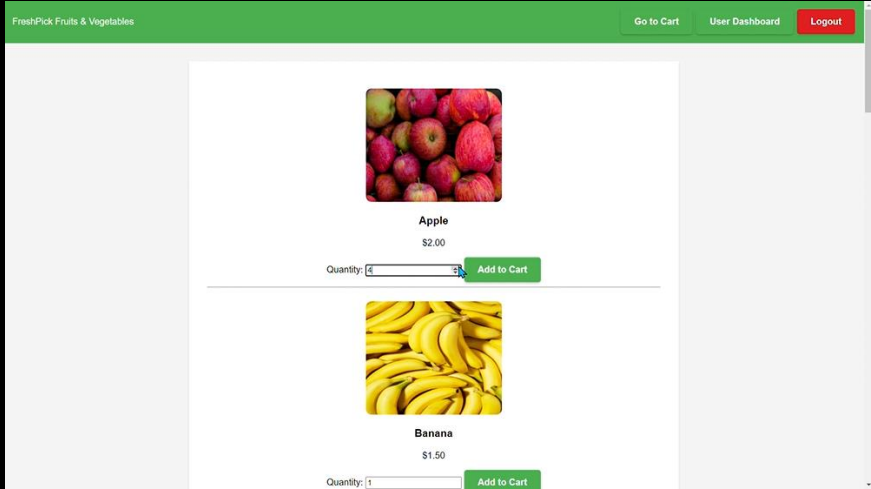 FreshPick Fruits & Vegetables
Go to Cart
User Dashboard
Logout
Apple
$2.00
Quantity: 4
Add to Cart
Banana
$1.50
Quantity: 1
Add to Cart